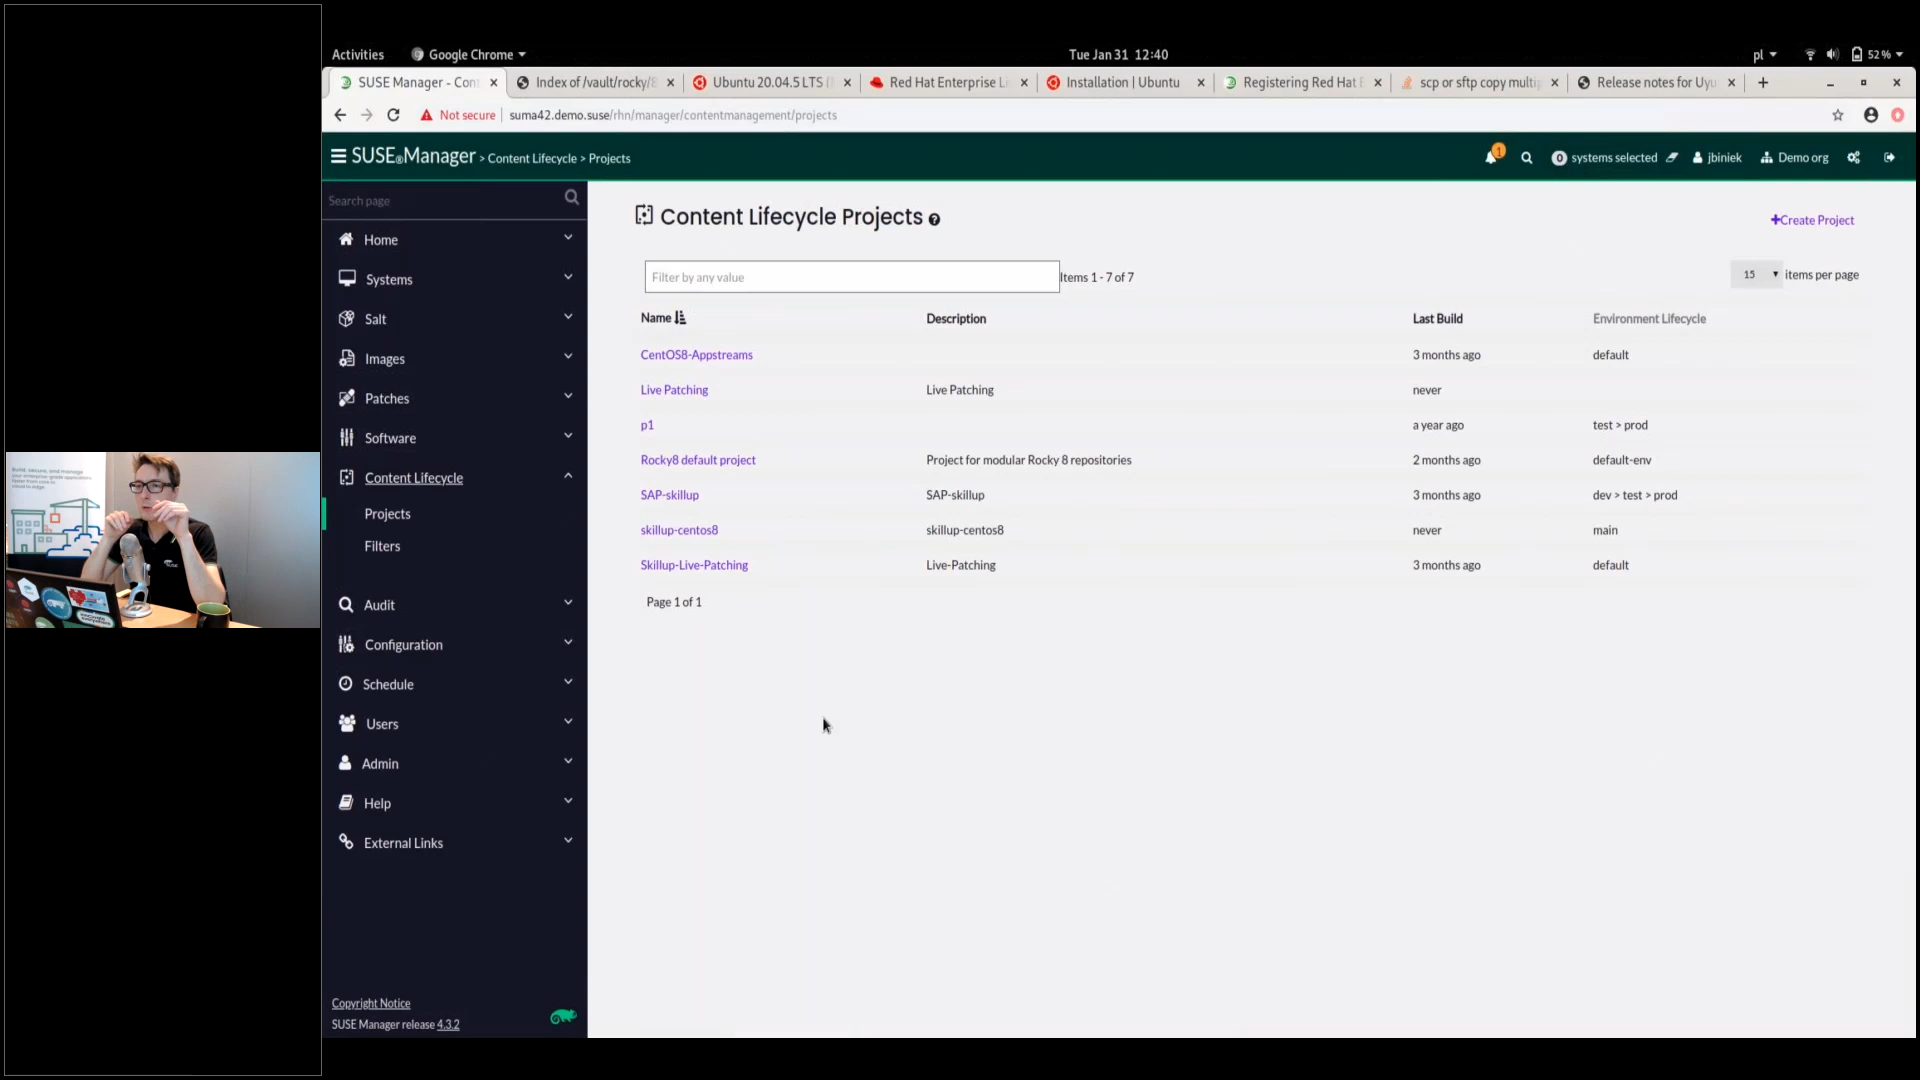 Activities
Google Chrome
Tue Jan 31 12:40
pl
52 %
SUSE Manager - Con
Index of /vault/rocky/8
Ubuntu 20.04.5 LTS (
Red Hat Enterprise Li
Installation | Ubuntu
Registering Red Hat E
scp or sftp copy multip
Release notes for Uyu
Not secure
suma42.demo.suse/rhn/manager/contentmanagement/projects
SUSE®Manager > Content Lifecycle > Projects
1
0 systems selected
jbiniek
Demo org
Search page
Home
Systems
Salt
Images
Patches
Software
Content Lifecycle
Projects
Filters
Audit
Configuration
Schedule
Users
Admin
Help
External Links
Copyright Notice
SUSE Manager release 4.3.2
Content Lifecycle Projects
+Create Project
Filter by any value
Items 1 - 7 of 7
15 items per page
Name Description Last Build Environment Lifecycle
CentOS8-Appstreams 3 months ago default
Live Patching Live Patching never
p1 a year ago test > prod
Rocky8 default project Project for modular Rocky 8 repositories 2 months ago default-env
SAP-skillup SAP-skillup 3 months ago dev > test > prod
skillup-centos8 skillup-centos8 never main
Skillup-Live-Patching Live-Patching 3 months ago default
Page 1 of 1